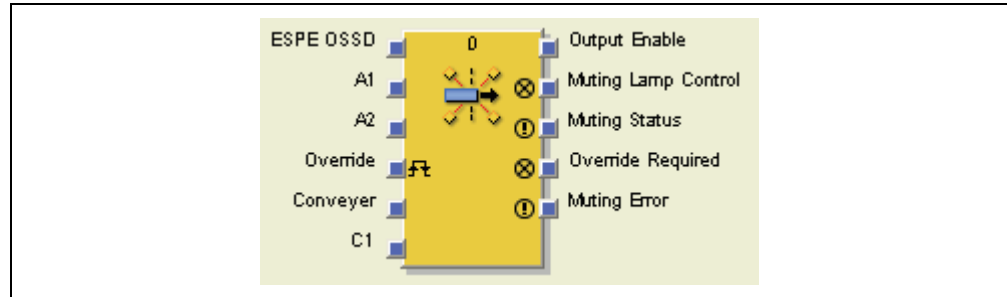 0
ESPE OSSD
Output Enable
A1
Muting Lamp Control
A2
Muting Status
Override
Override Required
Conveyer
Muting Error
C1